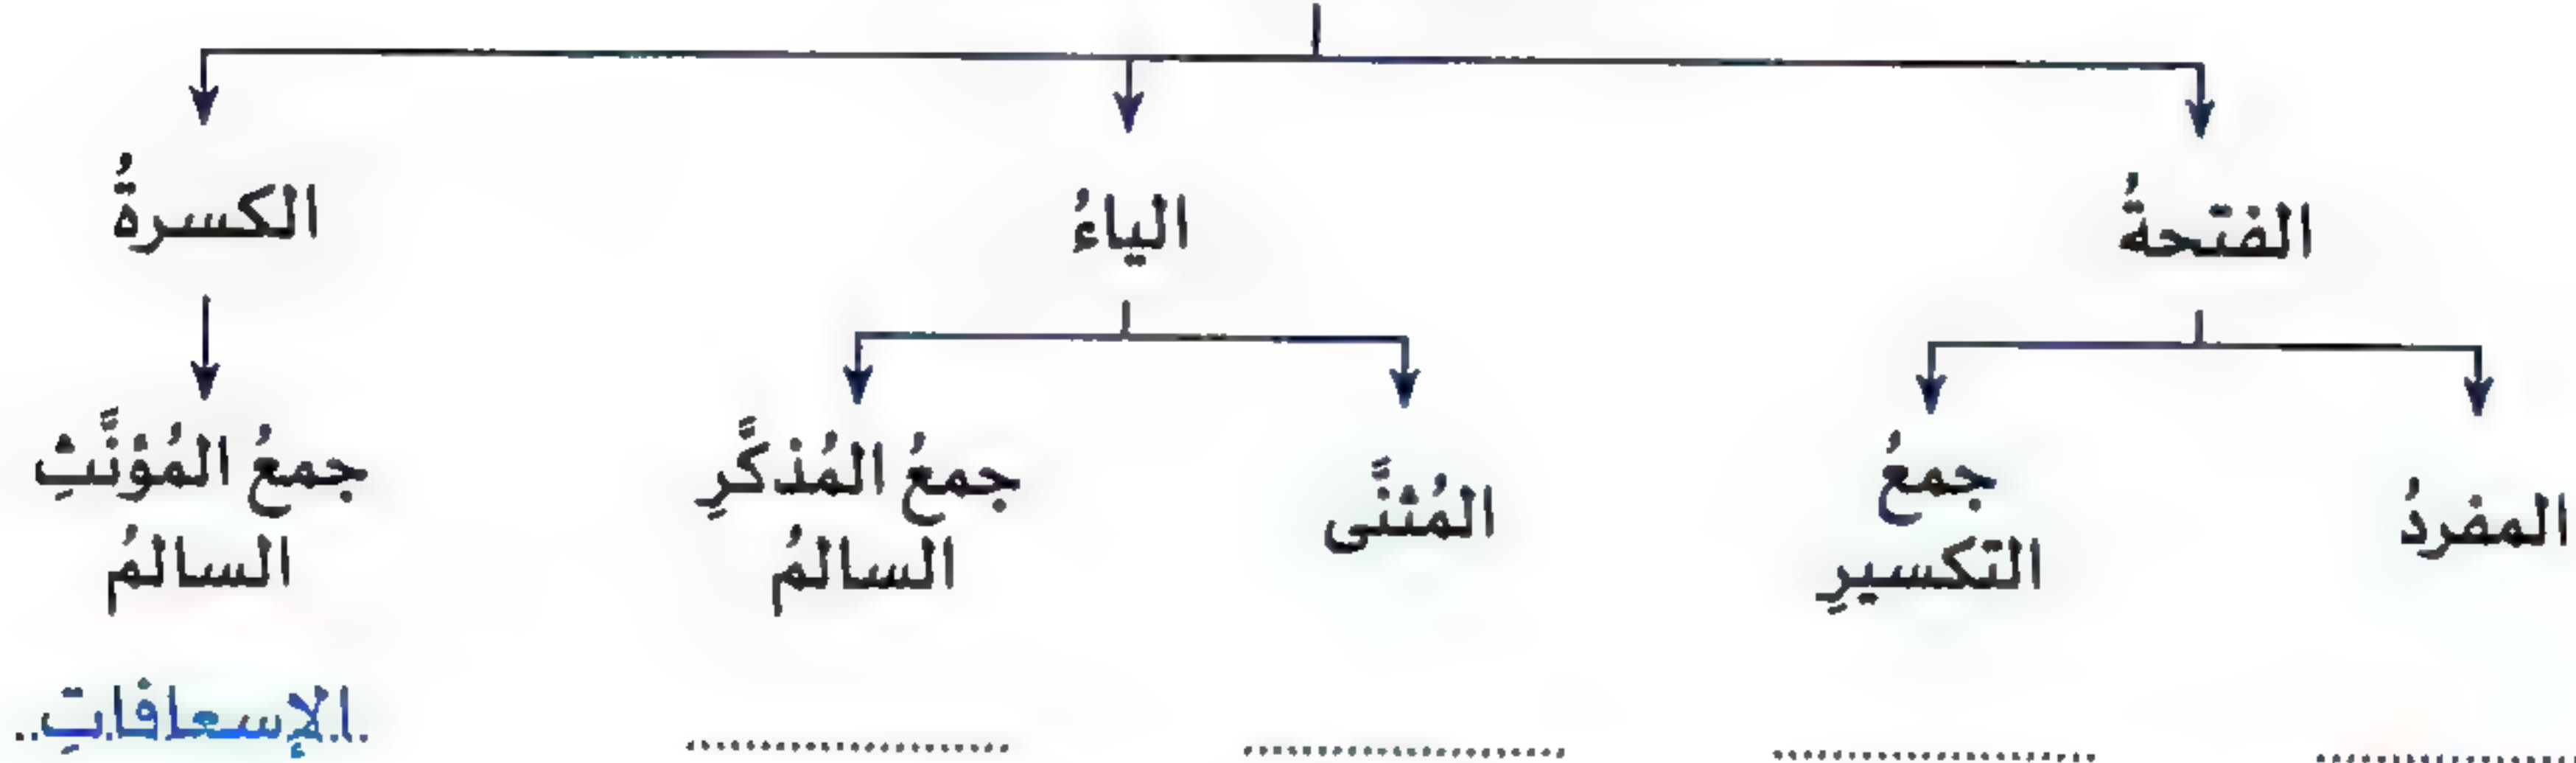 الفتحةُ
الياءُ
الكسرةُ
المفردُ
جمعُ
التكسيرِ
المُثنَّى
جمعُ المُذكَّرِ
السالمُ
جمعُ المُؤنَّثِ
السالمُ
الإسعافاتِ